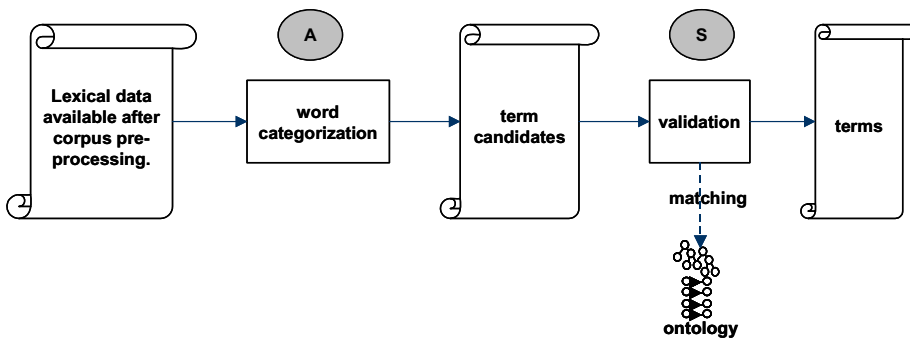 A
S
Lexical data
available after
corpus pre-
processing.
word
categorization
term
candidates
validation
terms
matching
ontology